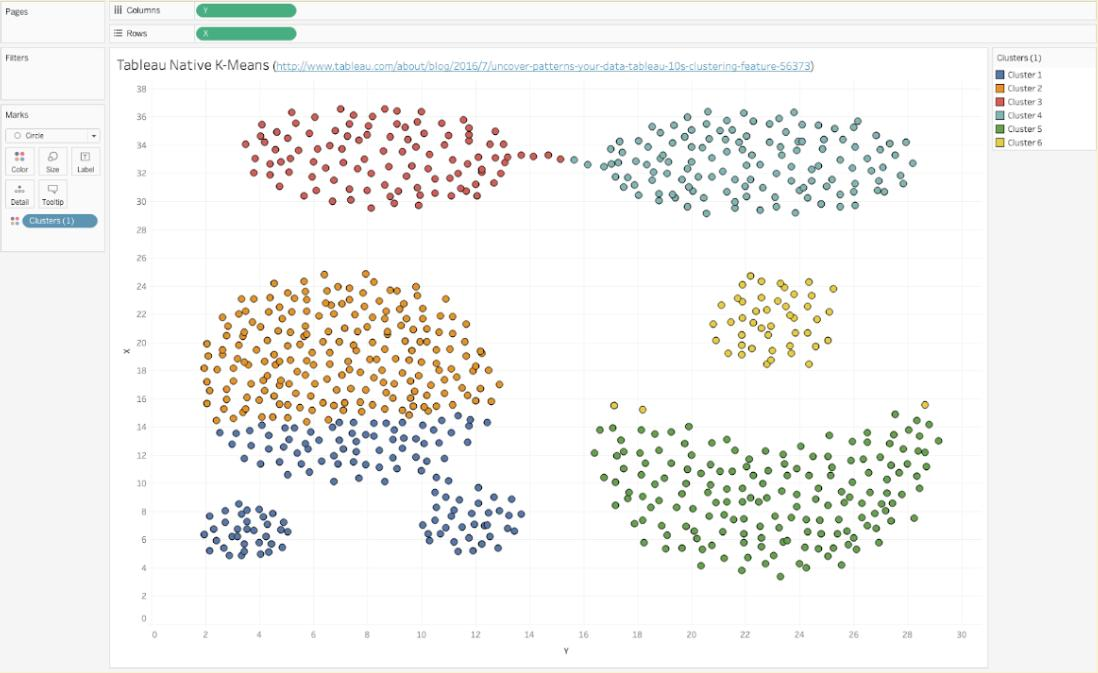 Pages
Columns
Y
Rows
X
Filters
Marks
Circle
Color
Size
Label
Detail
Tooltip
Clusters (1)
Tableau Native K-Means (http://www.tableau.com/about/blog/2016/7/uncover-patterns-your-data-tableau-10s-clustering-feature-56373)
38
36
34
32
30
28
26
24
22
20
18
16
14
12
10
8
6
4
2
0
X
0 2 4 6 8 10 12 14 16 18 20 22 24 26 28 30
Y
Clusters (1)
Cluster 1
Cluster 2
Cluster 3
Cluster 4
Cluster 5
Cluster 6